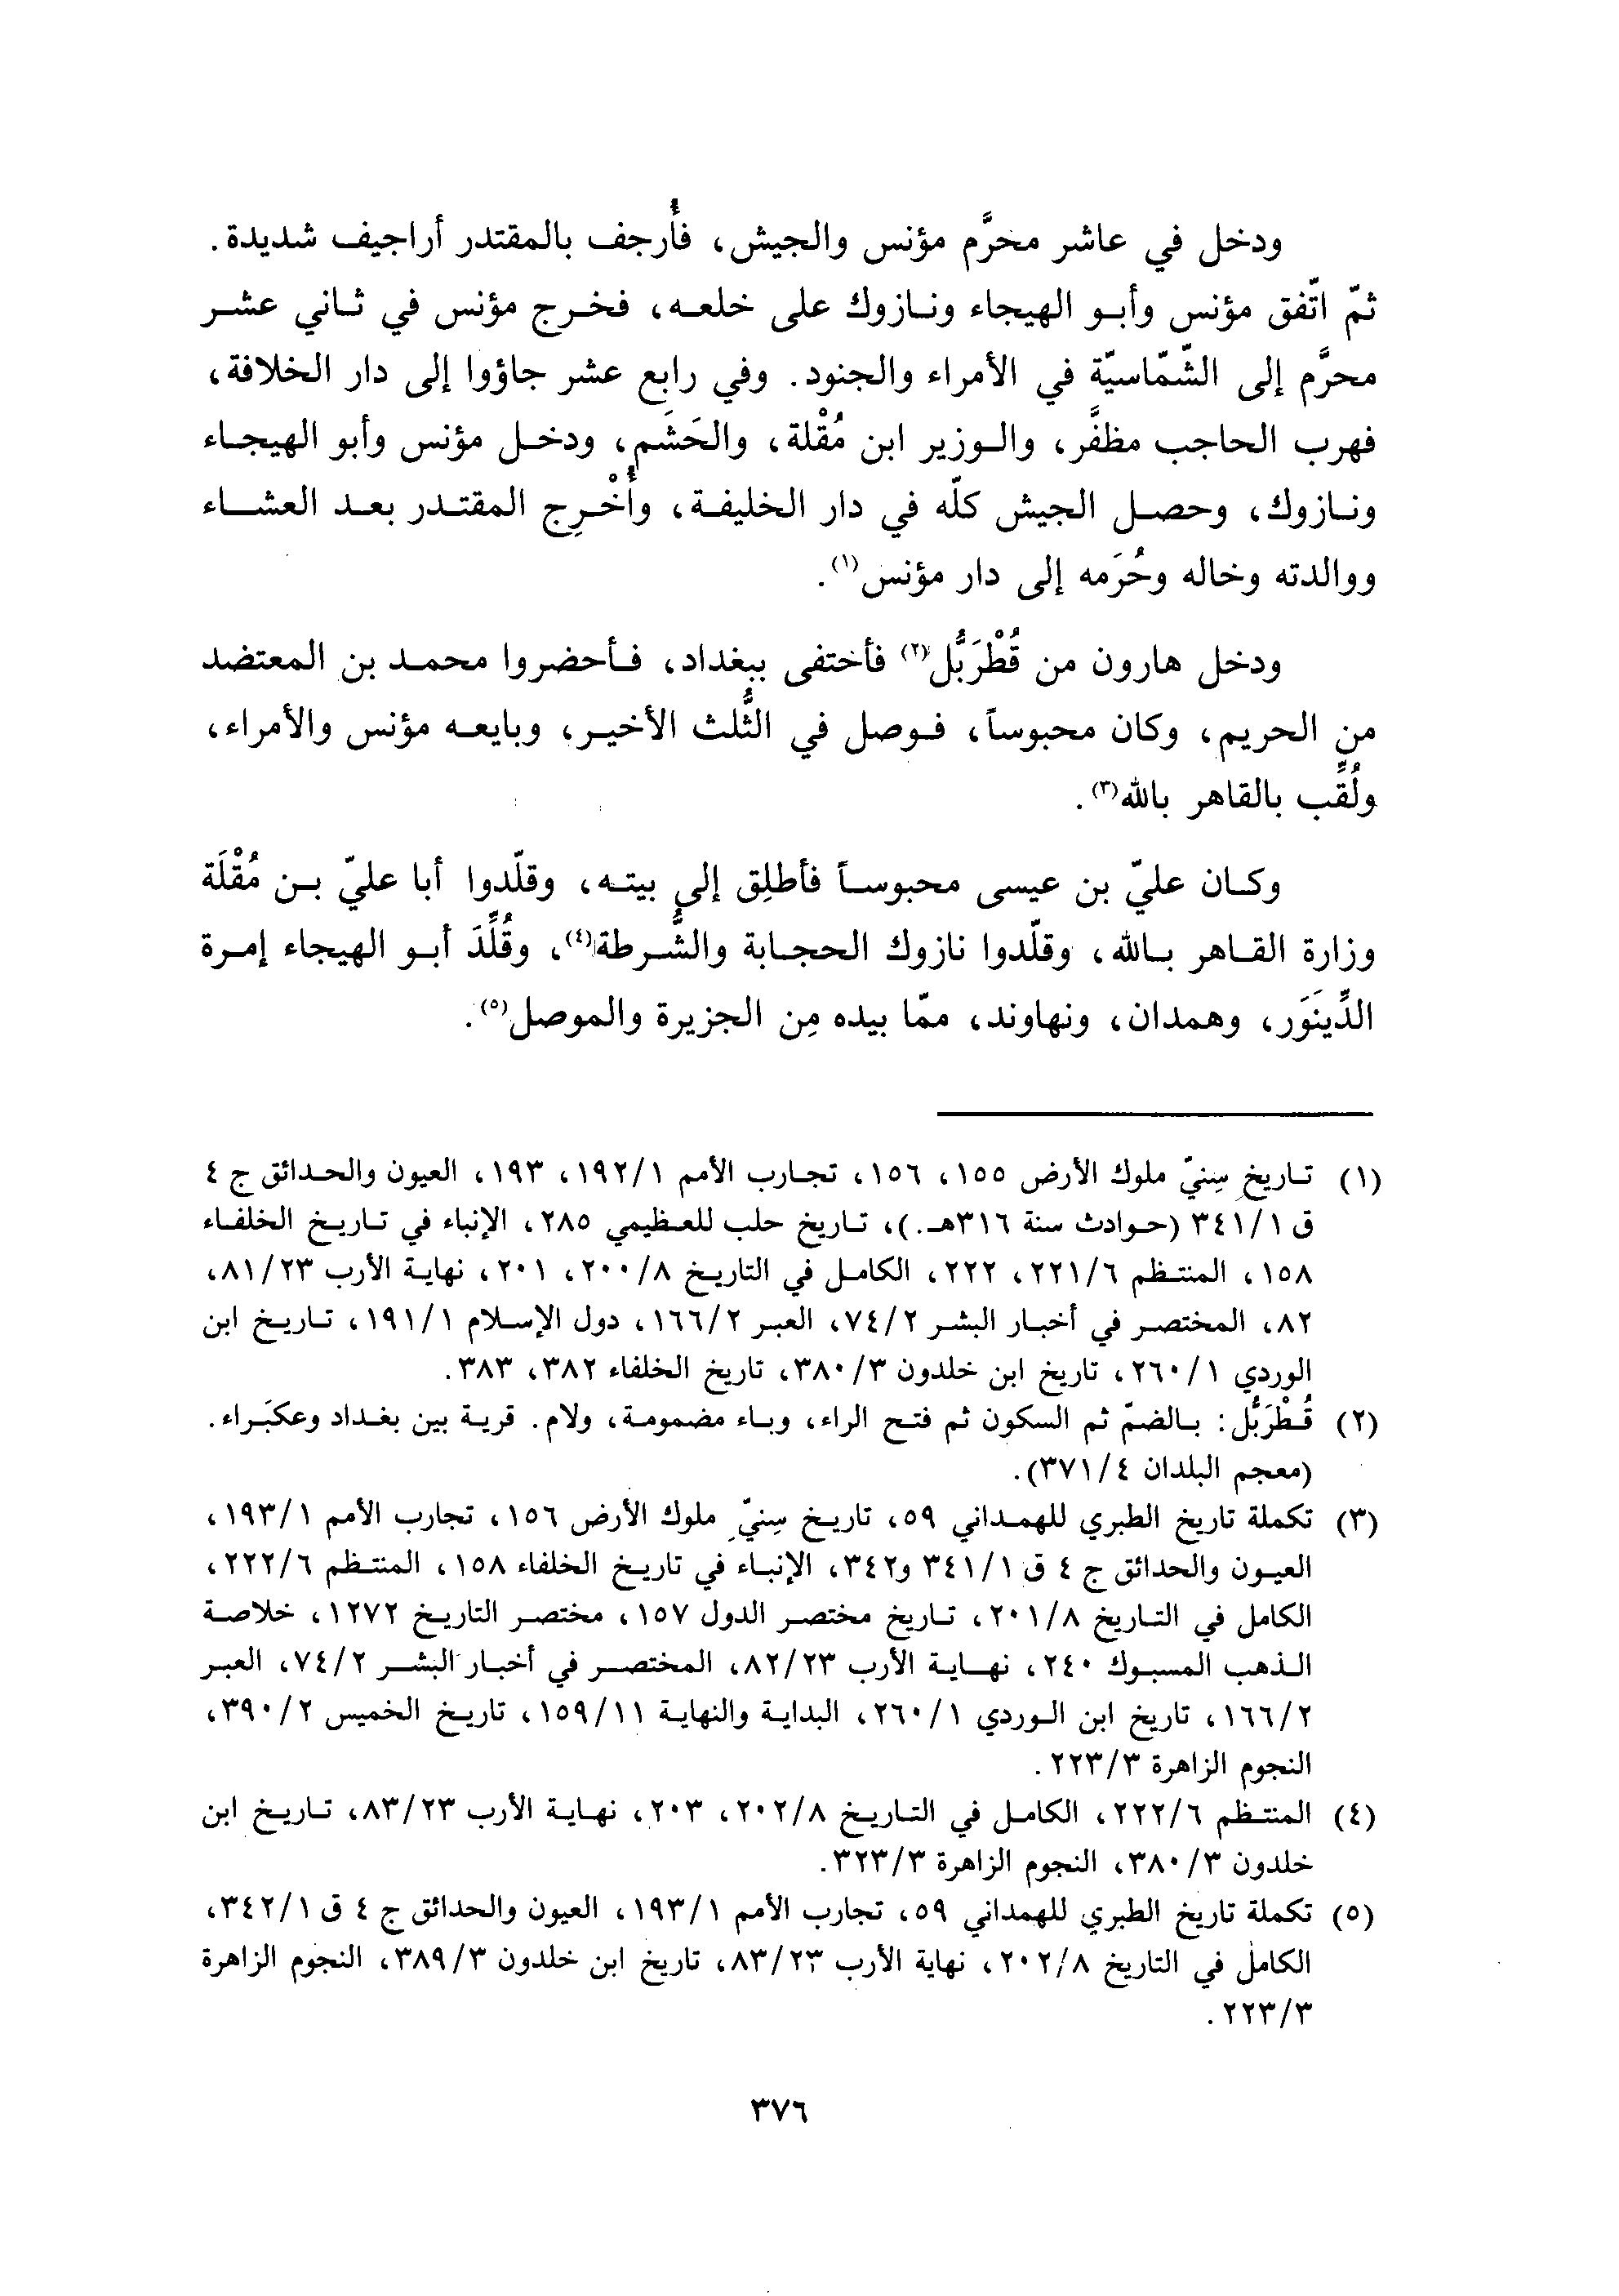 ودخل في عاشر محرَّم مؤنس والجيش، فأُرجف بالمقتدر أراجيف شديدة.
ثمّ اتّفق مؤنس وأبو الهيجاء ونازوك على خلعه، فخرج مؤنس في ثاني عشر
محرَّم إلى الشّمّاسيّة في الأمراء والجنود. وفي رابع عشر جاؤوا إلى دار الخلافة،
فهرب الحاجب مظفَّر، والوزير ابن مُقْلة، والحَشَم، ودخل مؤنس وأبو الهيجاء
ونازوك، وحصل الجيش كلّه في دار الخليفة، وأُخْرِج المقتدر بعد العشاء
ووالدته وخاله وحُرَمه إلى دار مؤنس(١).
ودخل هارون من قُطْرَبُّل(٢) فأختفى ببغداد، فأحضروا محمد بن المعتضد
من الحريم، وكان محبوساً، فوصل في الثُّلث الأخير، وبايعه مؤنس والأمراء،
ولُقِّب بالقاهر بالله(٣).
وكان عليّ بن عيسى محبوساً فأطلِق إلى بيته، وقلّدوا أبا عليّ بن مُقْلَة
وزارة القاهر بالله، وقلّدوا نازوك الحجابة والشُّرطة(٤)، وقُلِّدَ أبو الهيجاء إمرة
الدِّينَوَر، وهمدان، ونهاوند، ممّا بيده مِن الجزيرة والموصل(٥).
(١) تاريخ سِنيّ ملوك الأرض ١٥٥، ١٥٦، تجارب الأمم ١٩٢/١، ١٩٣، العيون والحدائق ج ٤
ق ٣٤١/١ (حوادث سنة ٣١٦هـ.)، تاريخ حلب للعظيمي ٢٨٥، الإنباء في تاريخ الخلفاء
١٥٨، المنتظم ٢٢١/٦، ٢٢٢، الكامل في التاريخ ٢٠٠/٨، ٢٠١، نهاية الأرب ٨١/٢٣،
٨٢، المختصر في أخبار البشر ٧٤/٢، العبر ١٦٦/٢، دول الإسلام ١٩١/١، تاريخ ابن
الوردي ٢٦٠/١، تاريخ ابن خلدون ٣٨٠/٣، تاريخ الخلفاء ٣٨٢، ٣٨٣.
(٢) قُطْرَبُّل: بالضمّ ثم السكون ثم فتح الراء، وباء مضمومة، ولام. قرية بين بغداد وعكبَراء.
(معجم البلدان ٣٧١/٤).
(٣) تكملة تاريخ الطبري للهمداني ٥٩، تاريخ سِنيّ ملوك الأرض ١٥٦، تجارب الأمم ١٩٣/١،
العيون والحدائق ج ٤ ق ٣٤١/١ و٣٤٢، الإنباء في تاريخ الخلفاء ١٥٨، المنتظم ٢٢٢/٦،
الكامل في التاريخ ٢٠١/٨، تاريخ مختصر الدول ١٥٧، مختصر التاريخ ١٢٧٢، خلاصة
الذهب المسبوك ٢٤٠، نهاية الأرب ٨٢/٢٣، المختصر في أخبار البشر ٧٤/٢، العبر
١٦٦/٢، تاريخ ابن الوردي ٢٦٠/١، البداية والنهاية ١٥٩/١١، تاريخ الخميس ٣٩٠/٢،
النجوم الزاهرة ٢٢٣/٣.
(٤) المنتظم ٢٢٢/٦، الكامل في التاريخ ٢٠٢/٨، ٢٠٣، نهاية الأرب ٨٣/٢٣، تاريخ ابن
خلدون ٣٨٠/٣، النجوم الزاهرة ٣٢٣/٣.
(٥) تكملة تاريخ الطبري للهمداني ٥٩، تجارب الأمم ١٩٣/١، العيون والحدائق ج ٤ ق ٣٤٢/١،
الكامل في التاريخ ٢٠٢/٨، نهاية الأرب ٨٣/٢٣، تاريخ ابن خلدون ٣٨٩/٣، النجوم الزاهرة
٢٢٣/٣.
٣٧٦